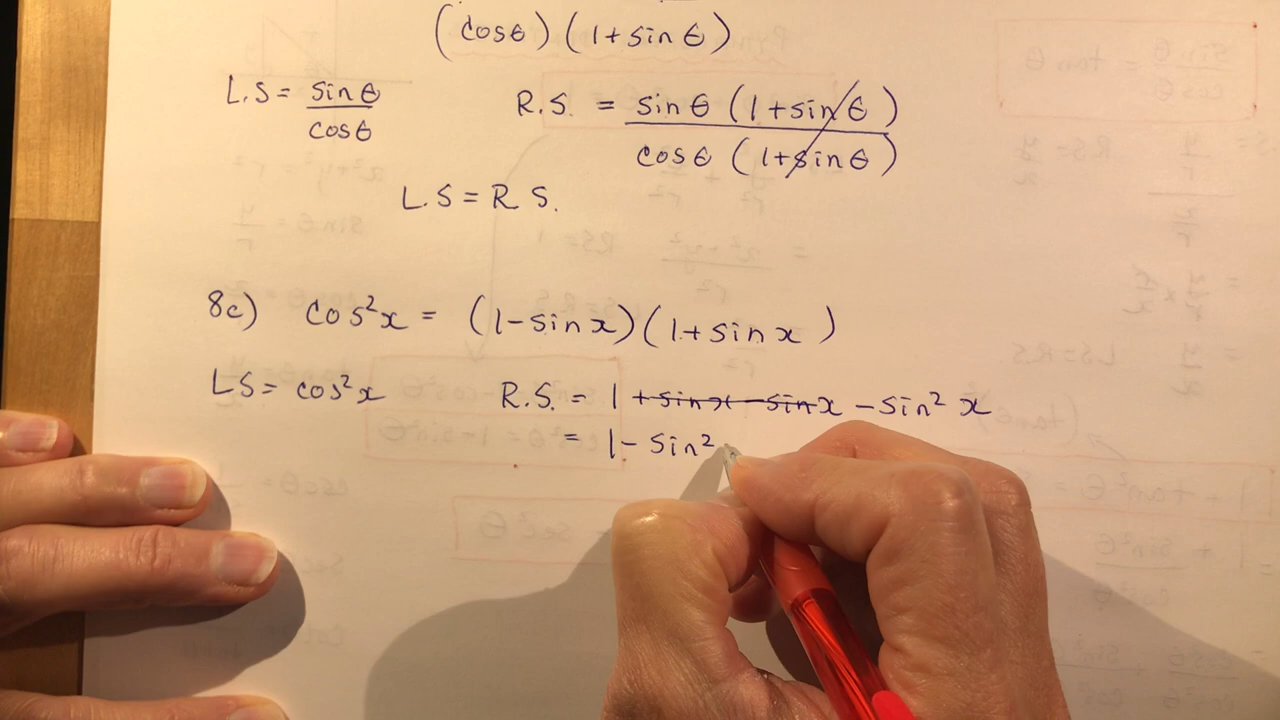 (cosθ)(1+sinθ)
L.S = sinθ/cosθ R.S. = sinθ(1+sinθ)/cosθ(1+sinθ)
L.S = R S.
8c) cos²x = (1-sinx)(1+sinx)
LS = cos²x R.S. = 1 +sinx -sinx -sin²x
= 1- sin²